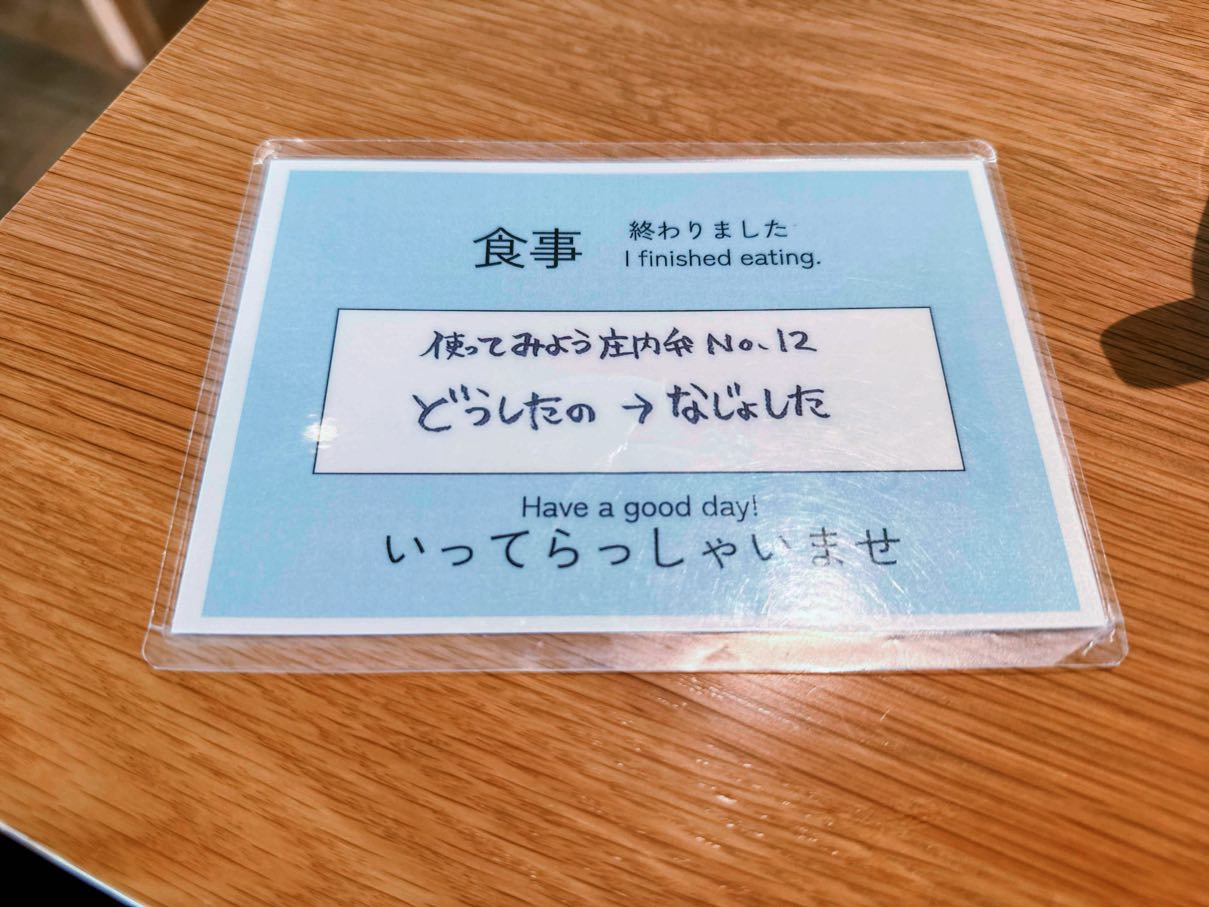 食事 終わりました
I finished eating.
使ってみよう庄内弁 No.12
どうしたの → なじょした
Have a good day!
いってらっしゃいませ